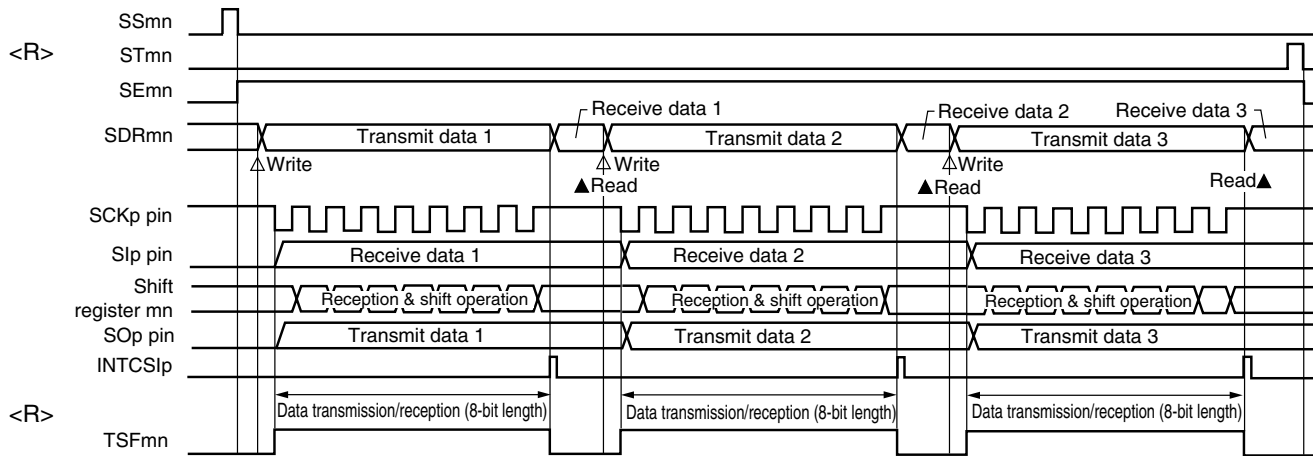 SSmn
<R>
STmn
SEmn
Receive data 1
Receive data 2
Receive data 3
SDRmn
Transmit data 1
Transmit data 2
Transmit data 3
△Write
△Write
△Write
▲Read
▲Read
Read▲
SCKp pin
SIp pin
Receive data 1
Receive data 2
Receive data 3
Shift
register mn
Reception & shift operation
Reception & shift operation
Reception & shift operation
SOp pin
Transmit data 1
Transmit data 2
Transmit data 3
INTCSIp
<R>
Data transmission/reception (8-bit length)
Data transmission/reception (8-bit length)
Data transmission/reception (8-bit length)
TSFmn